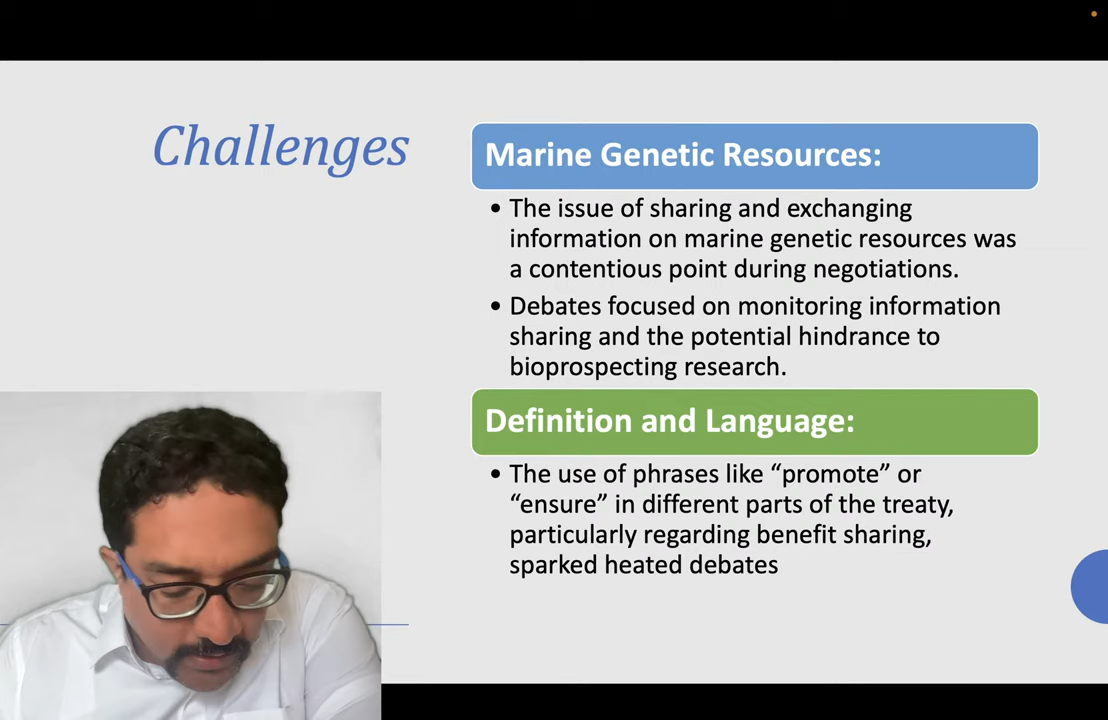 Challenges
Marine Genetic Resources:
• The issue of sharing and exchanging
information on marine genetic resources was
a contentious point during negotiations.
• Debates focused on monitoring information
sharing and the potential hindrance to
bioprospecting research.
Definition and Language:
• The use of phrases like “promote” or
“ensure” in different parts of the treaty,
particularly regarding benefit sharing,
sparked heated debates